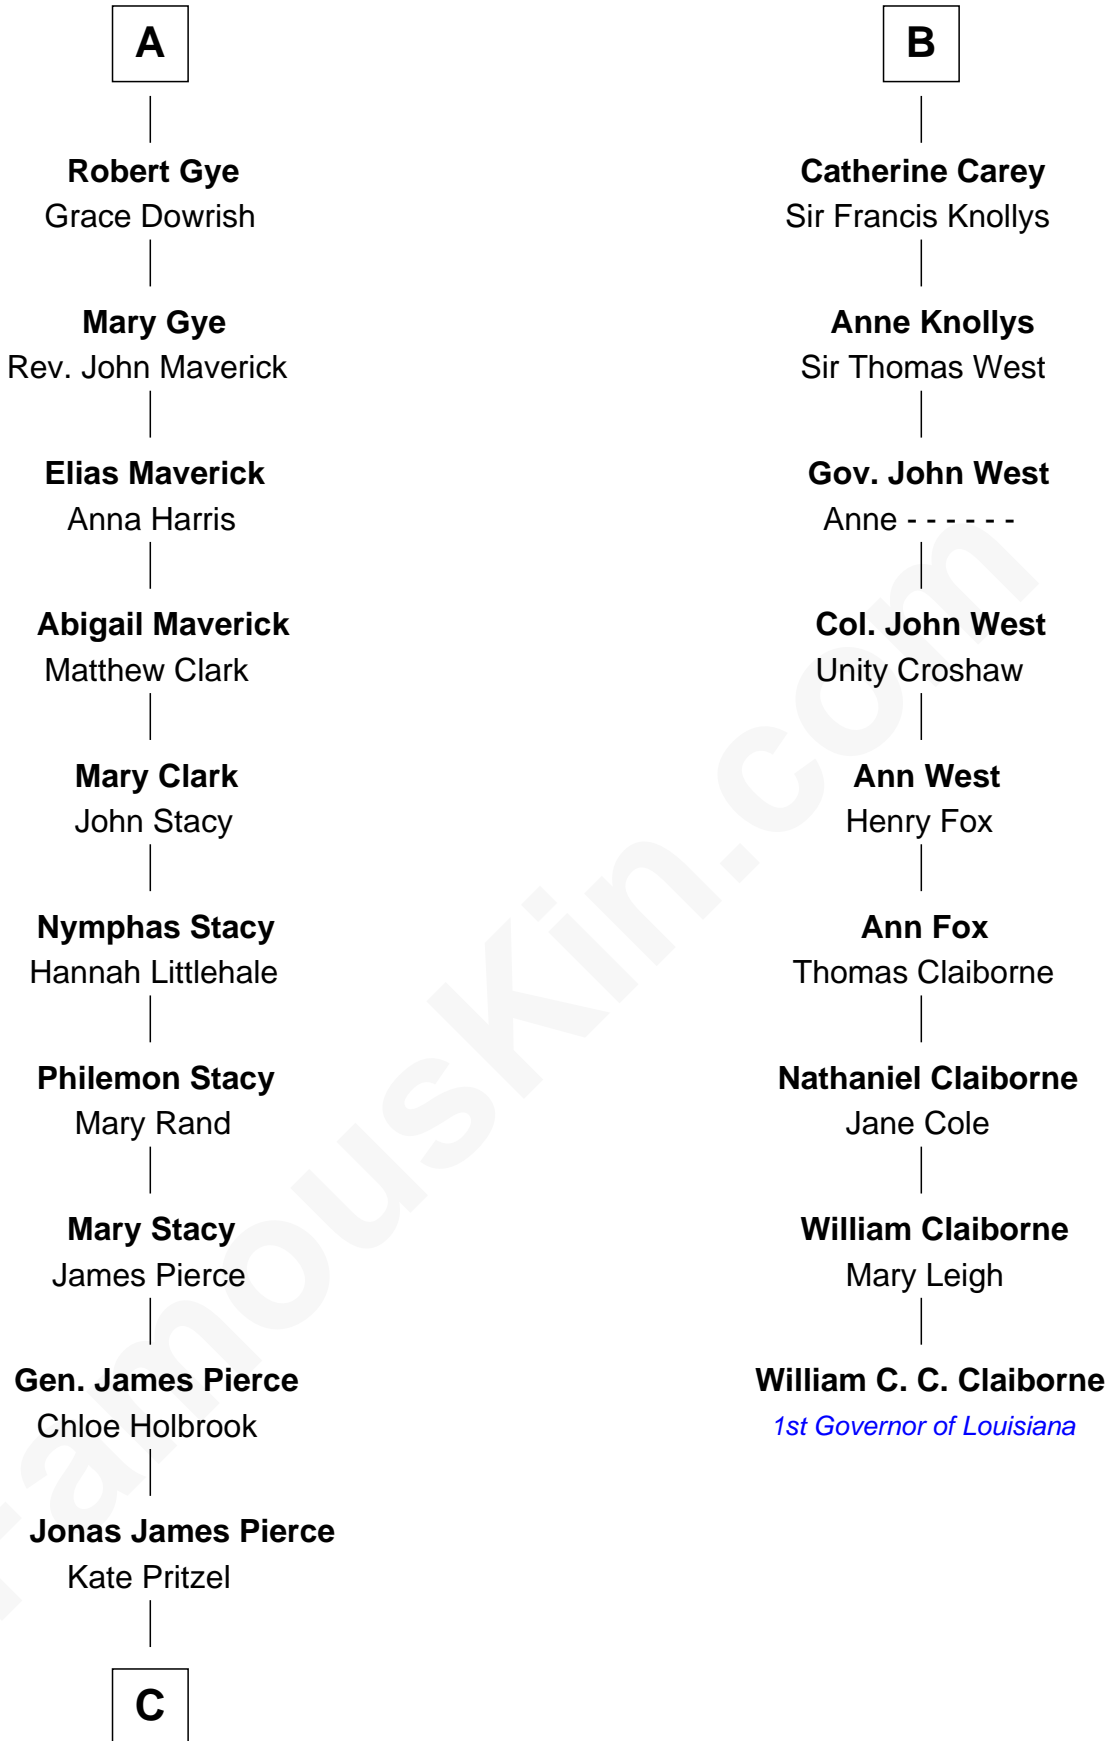 A
Robert Gye
Grace Dowrish
Mary Gye
Rev. John Maverick
Elias Maverick
Anna Harris
Abigail Maverick
Matthew Clark
Mary Clark
John Stacy
Nymphas Stacy
Hannah Littlehale
Philemon Stacy
Mary Rand
Mary Stacy
James Pierce
Gen. James Pierce
Chloe Holbrook
Jonas James Pierce
Kate Pritzel
C
B
Catherine Carey
Sir Francis Knollys
Anne Knollys
Sir Thomas West
Gov. John West
Anne - - - - - -
Col. John West
Unity Croshaw
Ann West
Henry Fox
Ann Fox
Thomas Claiborne
Nathaniel Claiborne
Jane Cole
William Claiborne
Mary Leigh
William C. C. Claiborne
1st Governor of Louisiana
FamousKin.com